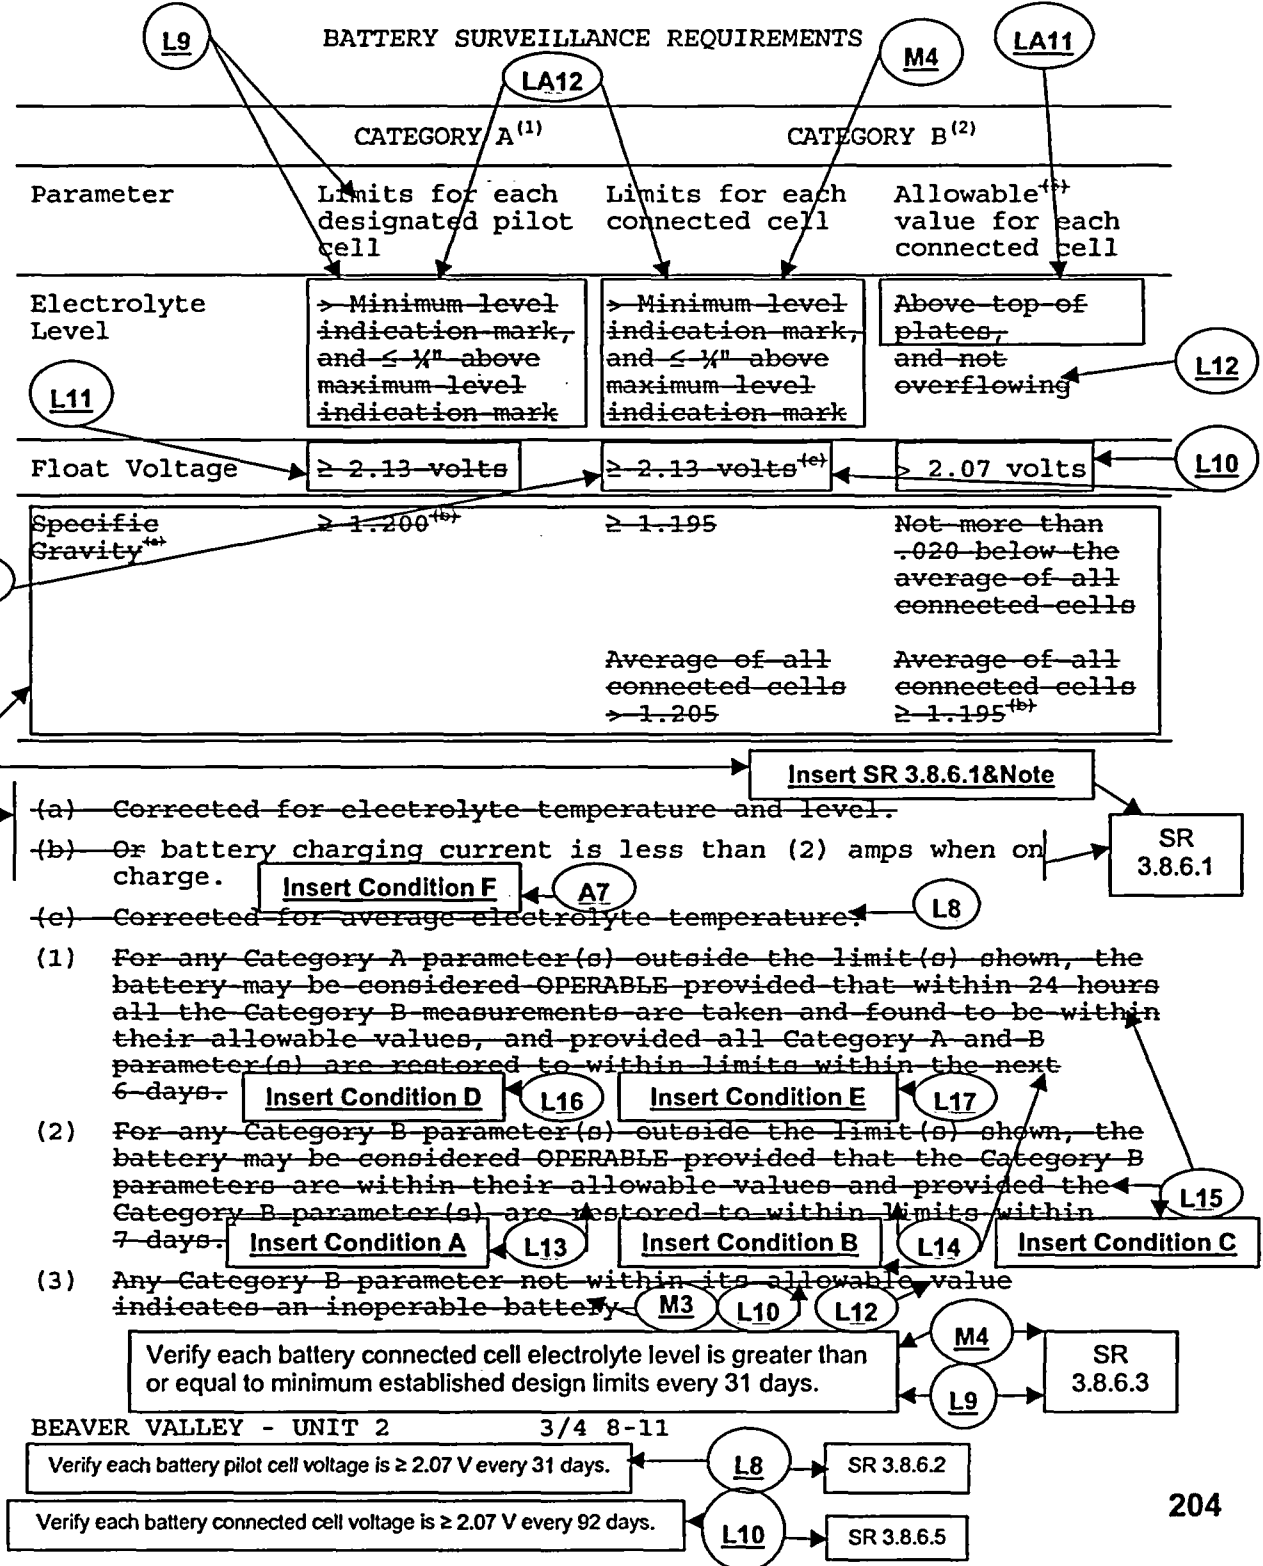 L9
BATTERY SURVEILLANCE REQUIREMENTS
M4
LA11
LA12
CATEGORY A(1) CATEGORY B(2)
Parameter Limits for each designated pilot cell Limits for each connected cell Allowable(3) value for each connected cell
Electrolyte Level
> Minimum level
indication mark,
and ≤ ¼" above
maximum level
indication mark
> Minimum level
indication mark,
and ≤ ¼" above
maximum level
indication mark
Above top of
plates,
and not
overflowing
L12
L11
Float Voltage ≥ 2.13 volts ≥ 2.13 volts(c) > 2.07 volts
L10
Specific
Gravity(a)
≥ 1.200(b)
≥ 1.195
Not more than
.020 below the
average of all
connected cells
Average of all
connected cells
> 1.205
Average of all
connected cells
≥ 1.195(b)
Insert SR 3.8.6.1&Note
(a) Corrected for electrolyte temperature and level.
(b) Or battery charging current is less than (2) amps when on
charge.
SR
3.8.6.1
Insert Condition F
A7
(c) Corrected for average electrolyte temperature.
L8
(1) For any Category A parameter(s) outside the limit(s) shown, the
battery may be considered OPERABLE provided that within 24 hours
all the Category B measurements are taken and found to be within
their allowable values, and provided all Category A and B
parameter(s) are restored to within limits within the next
6 days.
Insert Condition D
L16
Insert Condition E
L17
(2) For any Category B parameter(s) outside the limit(s) shown, the
battery may be considered OPERABLE provided that the Category B
parameters are within their allowable values and provided the
Category B parameter(s) are restored to within limits within
7 days.
L15
Insert Condition A
L13
Insert Condition B
L14
Insert Condition C
(3) Any Category B parameter not within its allowable value
indicates an inoperable battery.
M3
L10
L12
Verify each battery connected cell electrolyte level is greater than
or equal to minimum established design limits every 31 days.
M4
L9
SR
3.8.6.3
BEAVER VALLEY - UNIT 2 3/4 8-11
Verify each battery pilot cell voltage is ≥ 2.07 V every 31 days.
L8
SR 3.8.6.2
Verify each battery connected cell voltage is ≥ 2.07 V every 92 days.
L10
SR 3.8.6.5
204